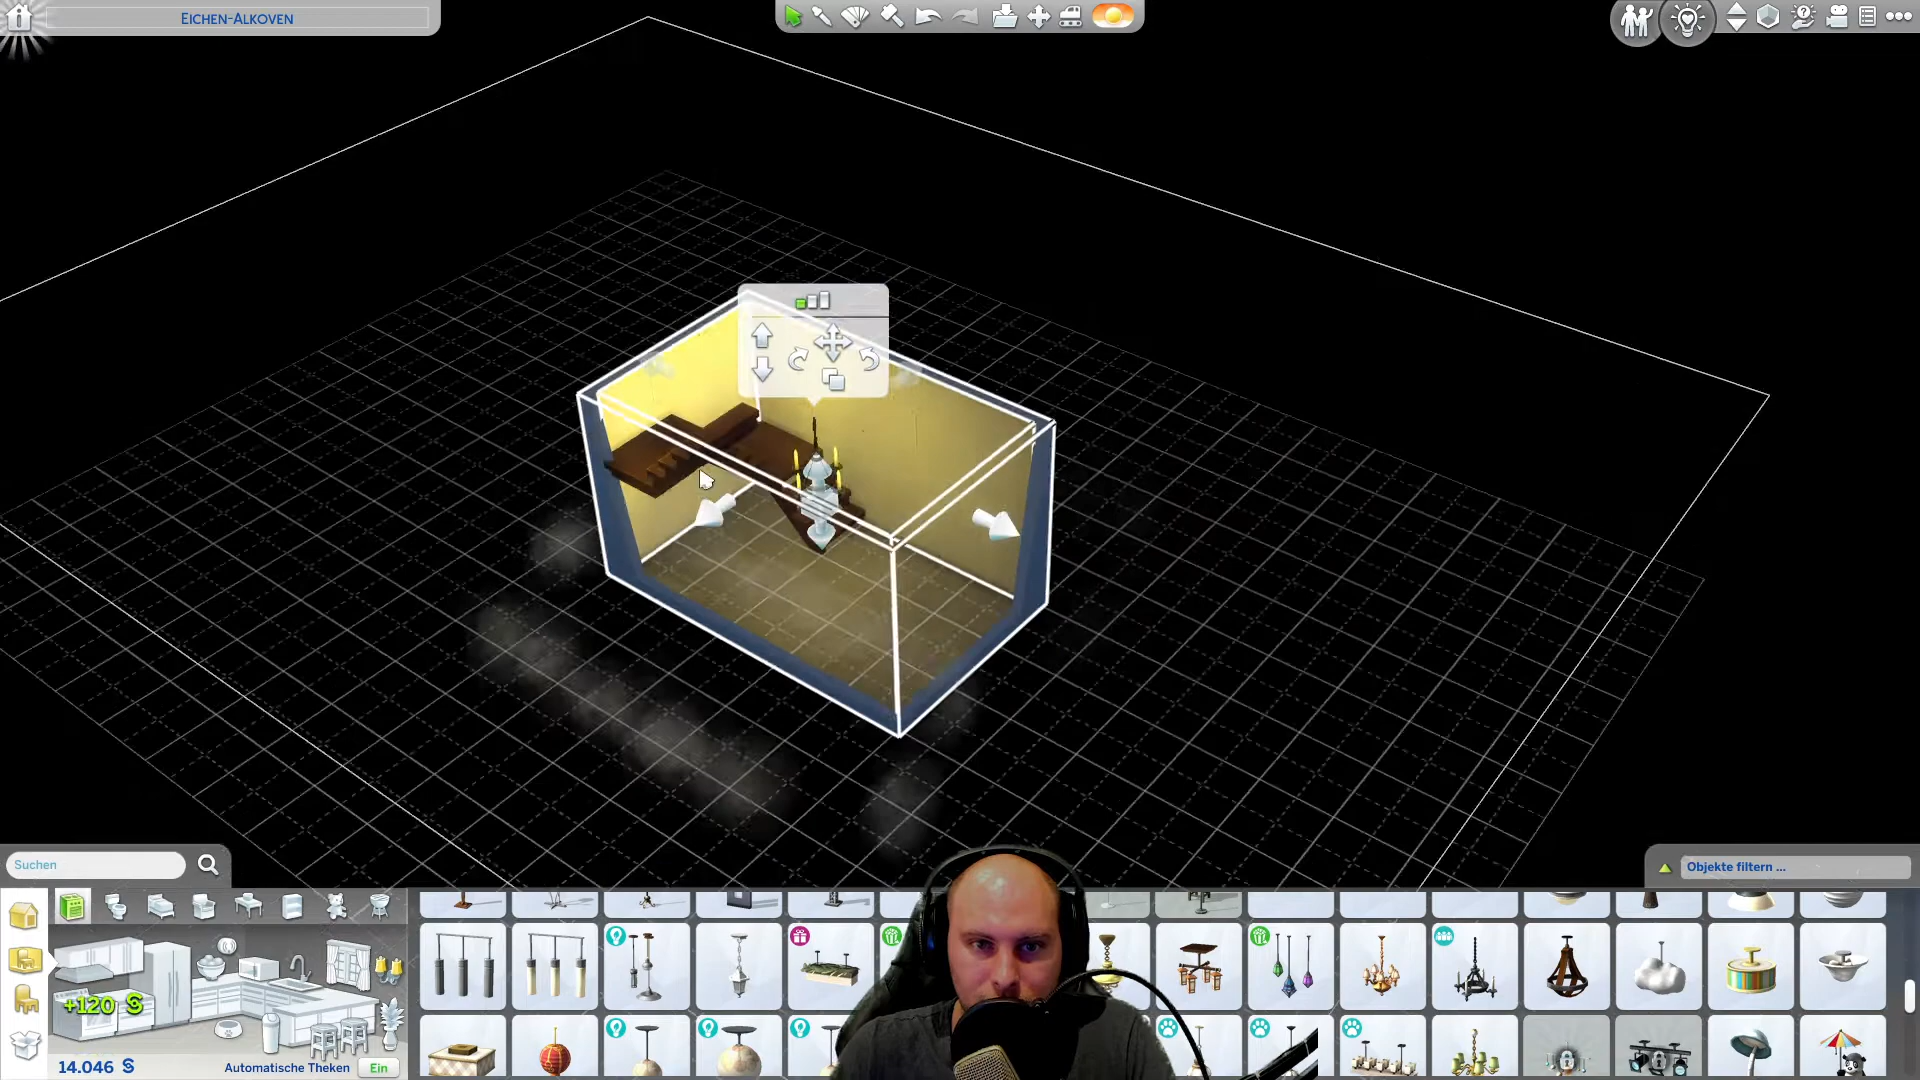 Eichen-Alkoven
Suchen
Objekte filtern ...
+120
14.046
Automatische Theken
Ein